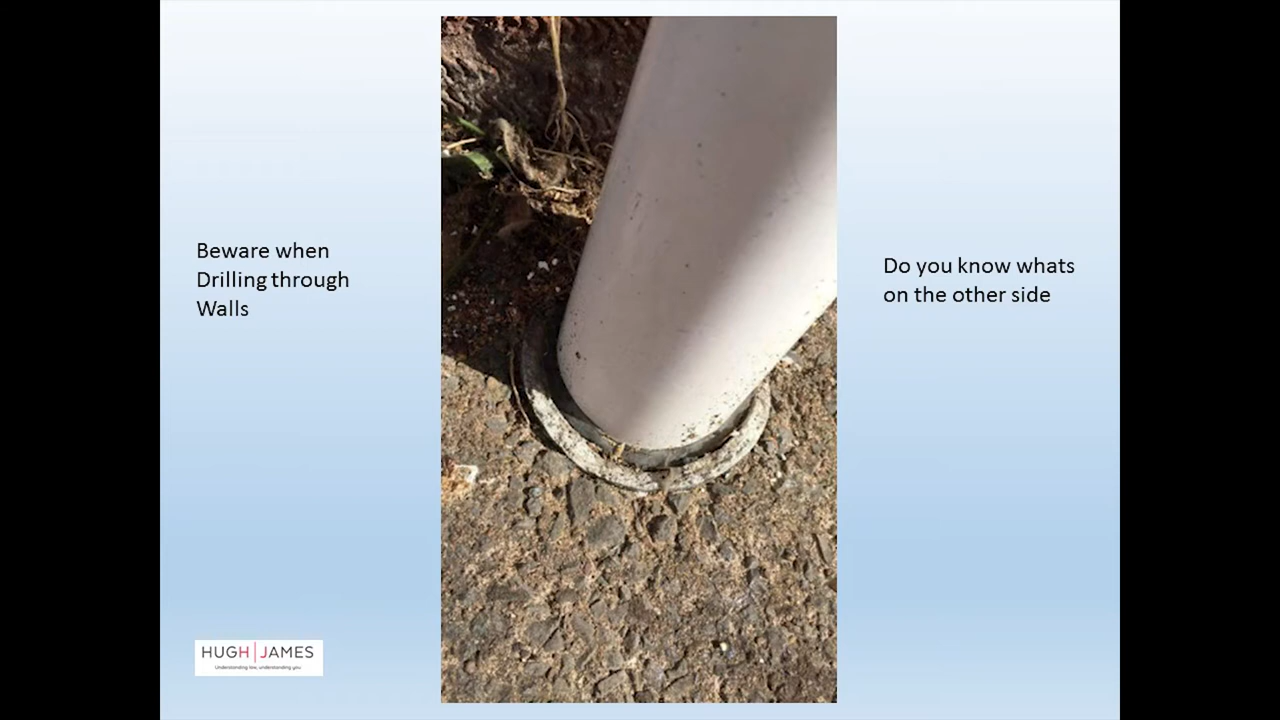 Beware when
Drilling through
Walls
Do you know whats
on the other side
HUGH|JAMES
Understanding law, understanding you